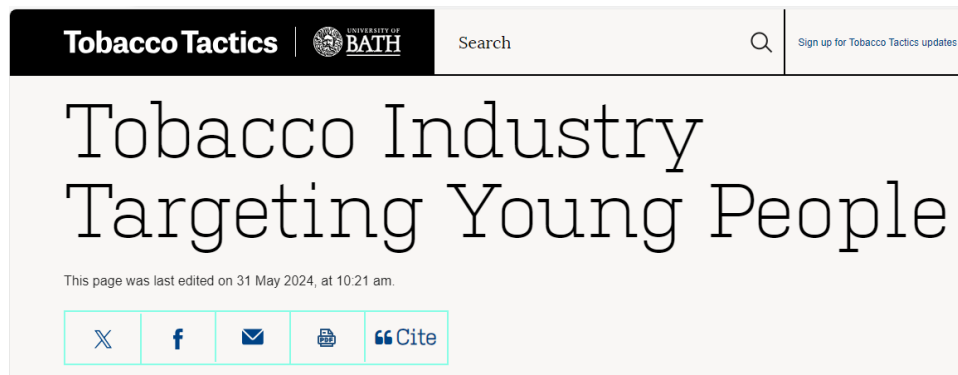 Tobacco Tactics
UNIVERSITY OF
BATH
Search
Sign up for Tobacco Tactics updates
Tobacco Industry
Targeting Young People
This page was last edited on 31 May 2024, at 10:21 am.
X
f
PDF
Cite